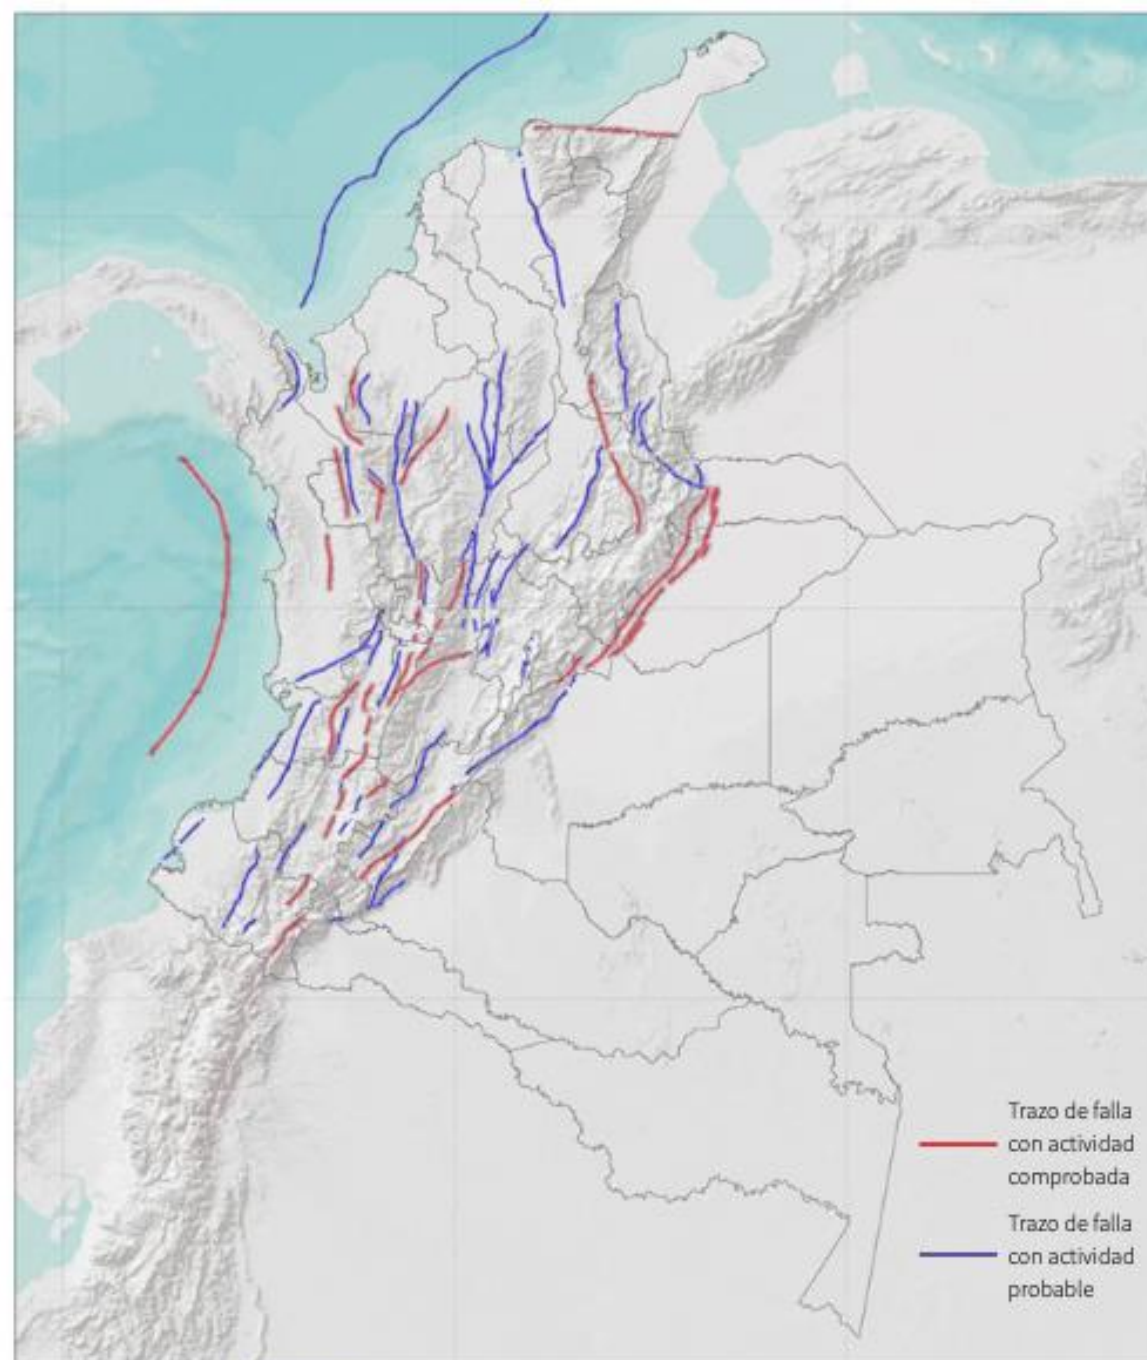 Trazo de falla
con actividad
comprobada
Trazo de falla
con actividad
probable